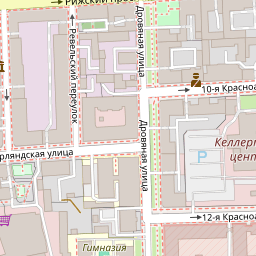 Рижский прос
Дровяная улица
Ревельский переулок
10-я Красноа
Дровяная улица
Келлерм
центр
рляндская улица
12-я Красноа
Гимназия